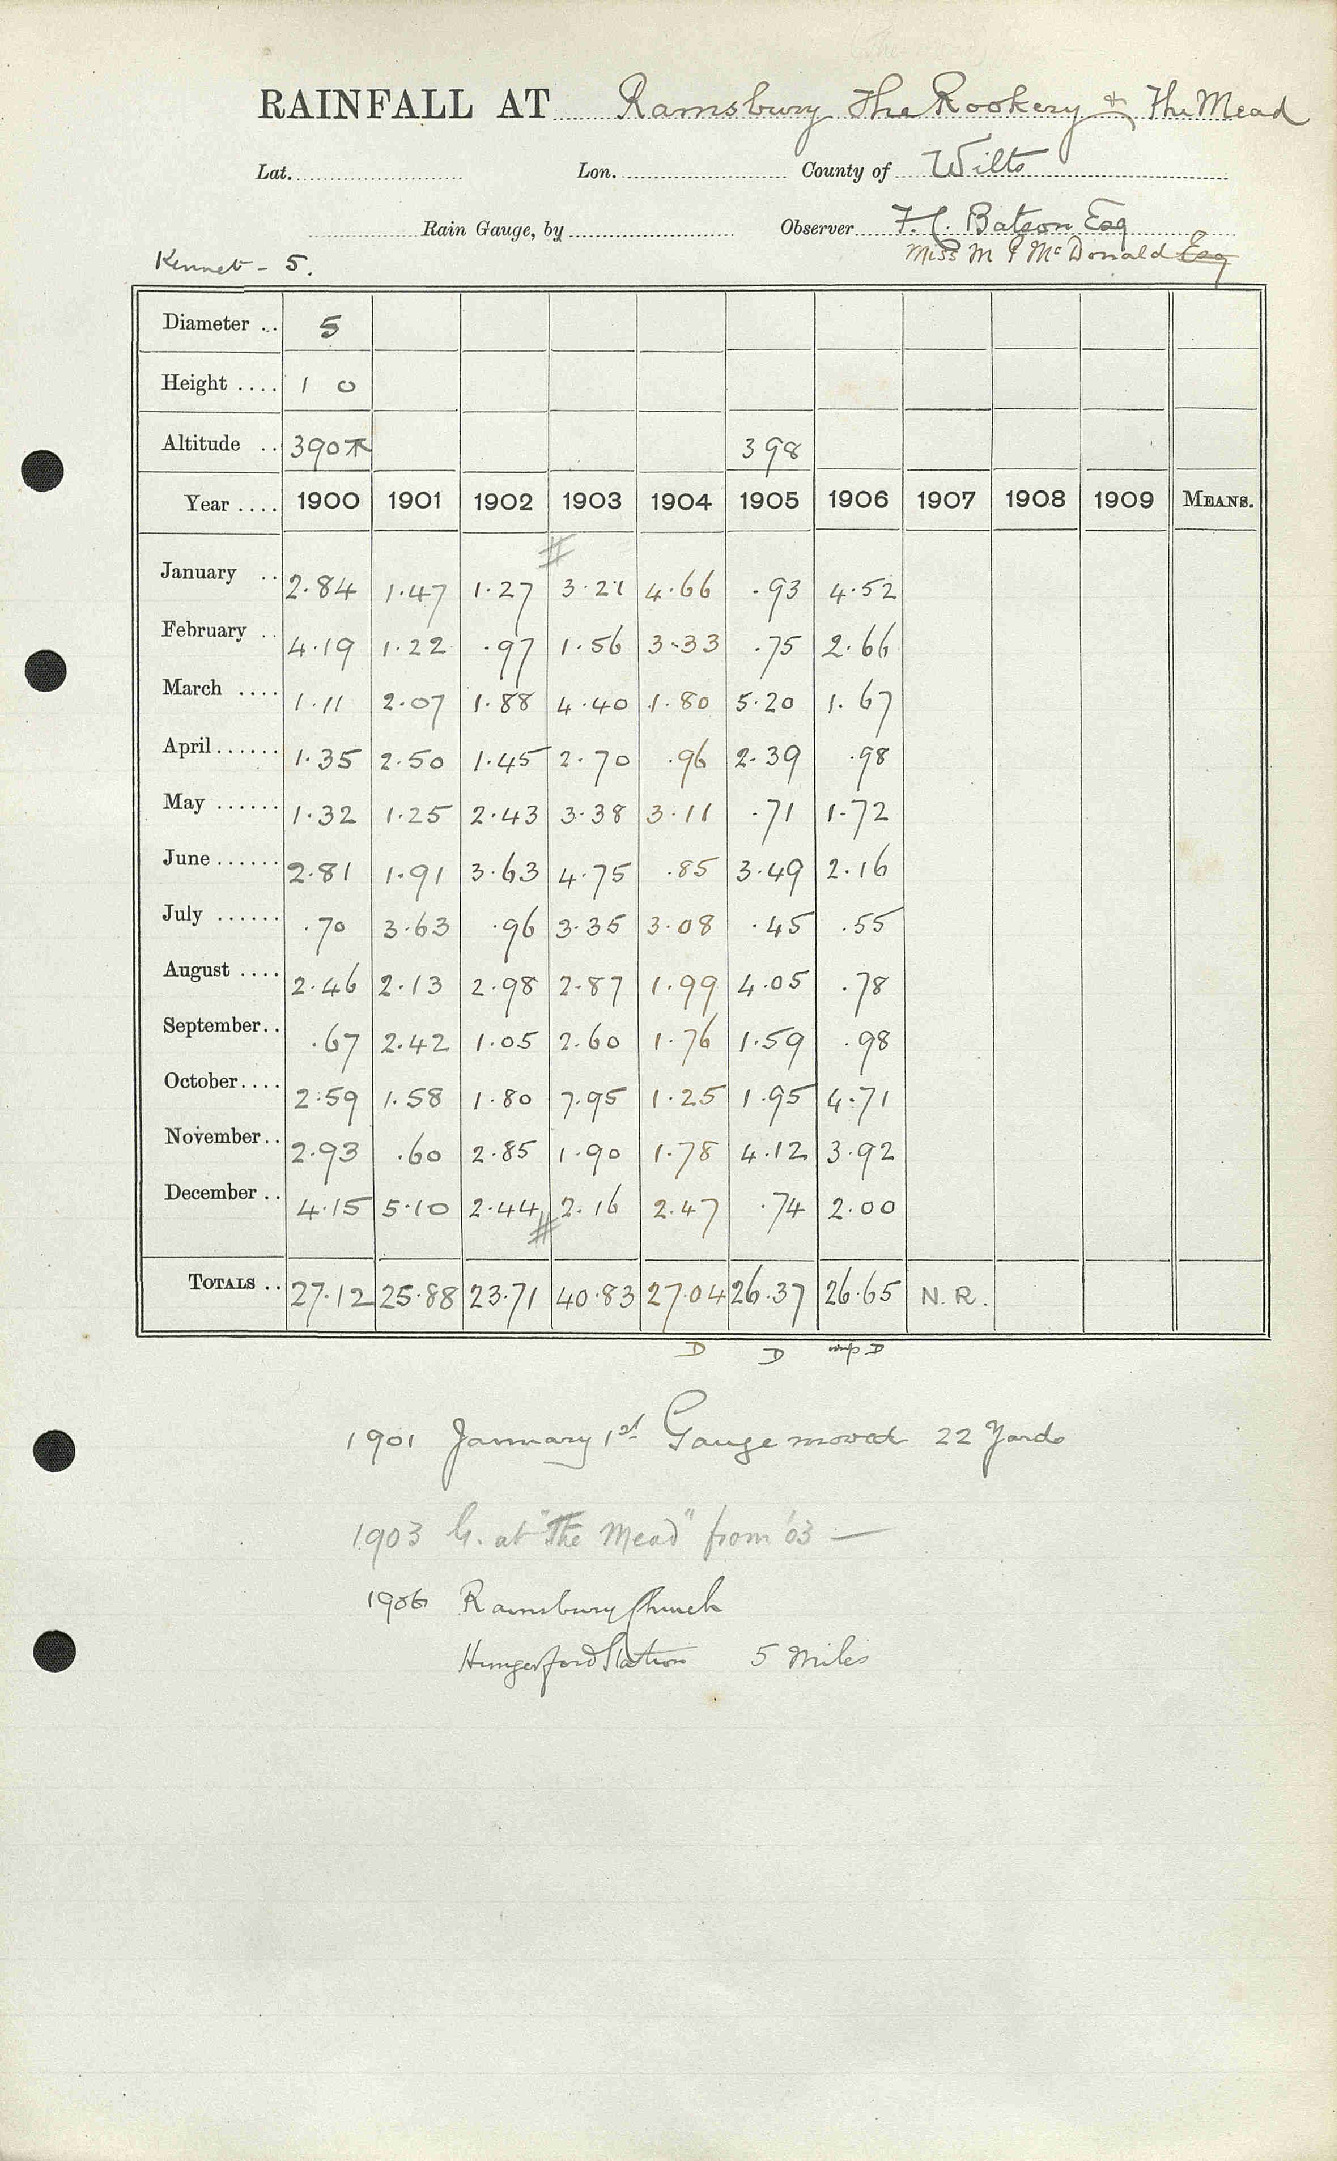 RAINFALL AT Ramsbury The Rookery & The Mead
Lat. Lon. County of Wilts
Rain Gauge, by Observer F.C. Batson Esq
Kennet - 5. Miss M F McDonald Esq
Diameter .. 5
Height .... 1 0
Altitude .. 390 398
Year .... 1900 1901 1902 1903 1904 1905 1906 1907 1908 1909 MEANS.
January .. 2.84 1.47 1.27 3.21 4.66 .93 4.52
February .. 4.19 1.22 .97 1.56 3.33 .75 2.66
March .... 1.11 2.07 1.88 4.40 1.80 5.20 1.67
April...... 1.35 2.50 1.45 2.70 .96 2.39 .98
May ...... 1.32 1.25 2.43 3.38 3.11 .71 1.72
June...... 2.81 1.91 3.63 4.75 .85 3.49 2.16
July ...... .70 3.63 .96 3.35 3.08 .45 .55
August .... 2.46 2.13 2.98 2.87 1.99 4.05 .78
September.. .67 2.42 1.05 2.60 1.76 1.59 .98
October.... 2.59 1.58 1.80 7.95 1.25 1.95 4.71
November.. 2.93 .60 2.85 1.90 1.78 4.12 3.92
December .. 4.15 5.10 2.44 2.16 2.47 .74 2.00
TOTALS .. 27.12 25.88 23.71 40.83 27.04 26.37 26.65 N.R.
D D D
1901 January 1st Gauge moved 22 Yards
1903 G. at "The Mead" from '03 —
1906 Ramsbury Church
Hungerford Station 5 Miles